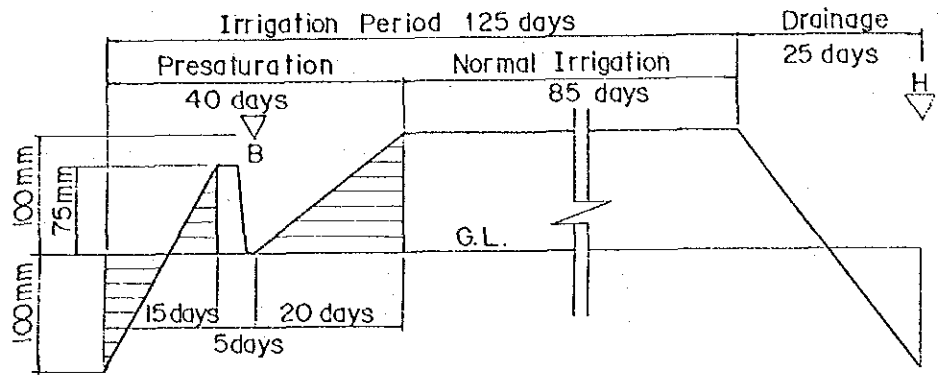 Irrigation Period 125 days
Drainage
25 days
Presaturation
40 days
Normal Irrigation
85 days
H
B
100mm
75mm
G.L.
100mm
15days
20 days
5days